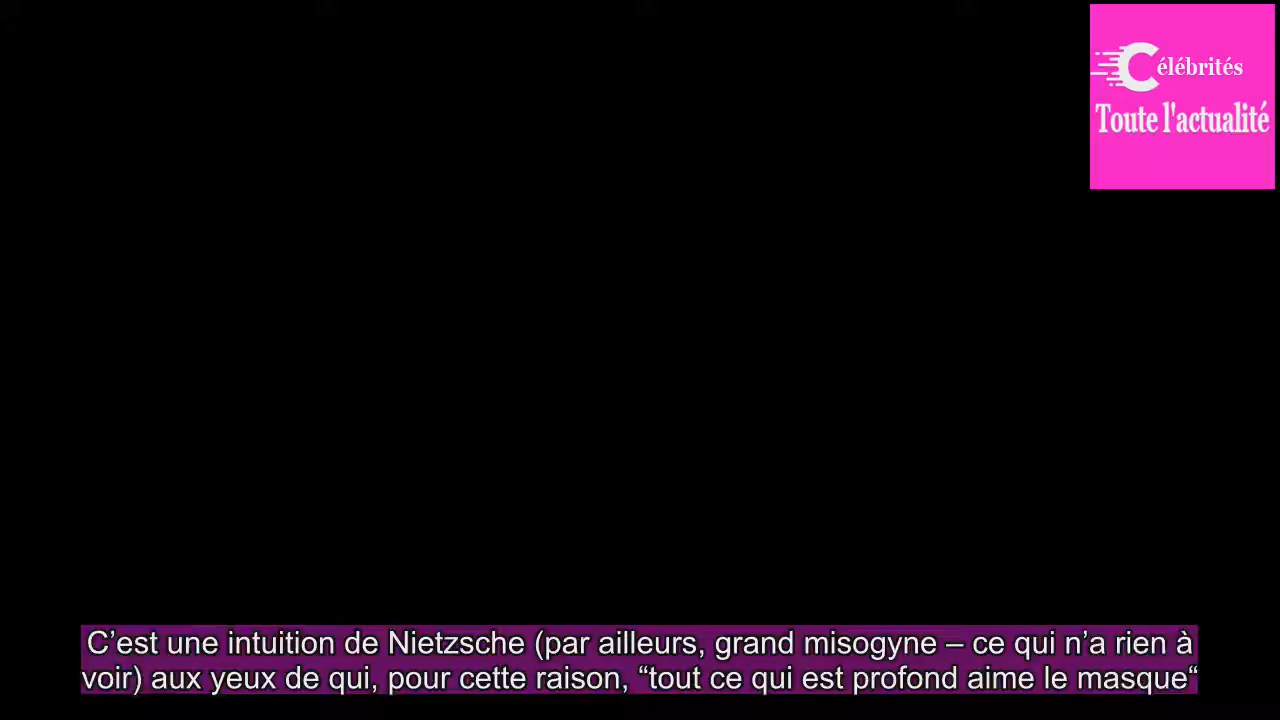 Célébrités
Toute l'actualité
C’est une intuition de Nietzsche (par ailleurs, grand misogyne – ce qui n’a rien à
voir) aux yeux de qui, pour cette raison, “tout ce qui est profond aime le masque“